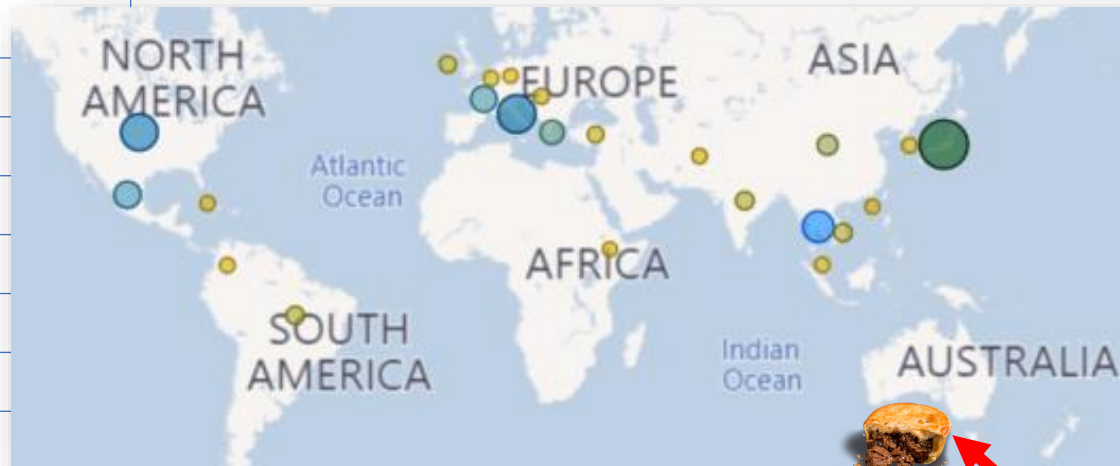 NORTH
AMERICA
EUROPE
ASIA
Atlantic
Ocean
AFRICA
SOUTH
AMERICA
Indian
Ocean
AUSTRALIA